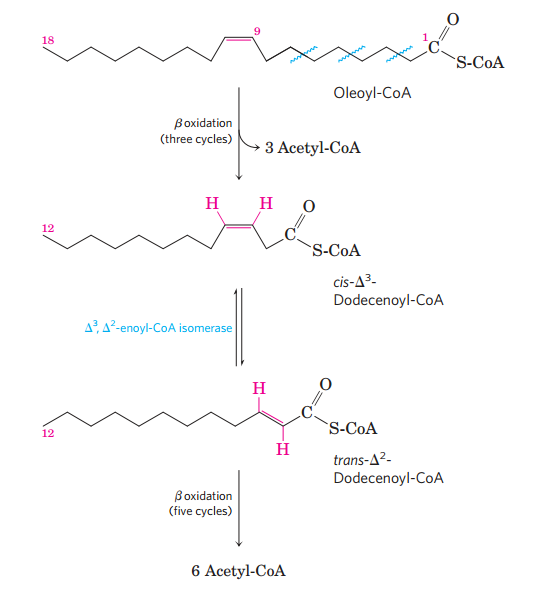 18
9
1
O
C
S-CoA
Oleoyl-CoA
β oxidation
(three cycles)
3 Acetyl-CoA
H H
O
12
C
S-CoA
cis-Δ³-
Dodecenoyl-CoA
Δ³, Δ²-enoyl-CoA isomerase
H
O
C
12
S-CoA
H
trans-Δ²-
Dodecenoyl-CoA
β oxidation
(five cycles)
6 Acetyl-CoA